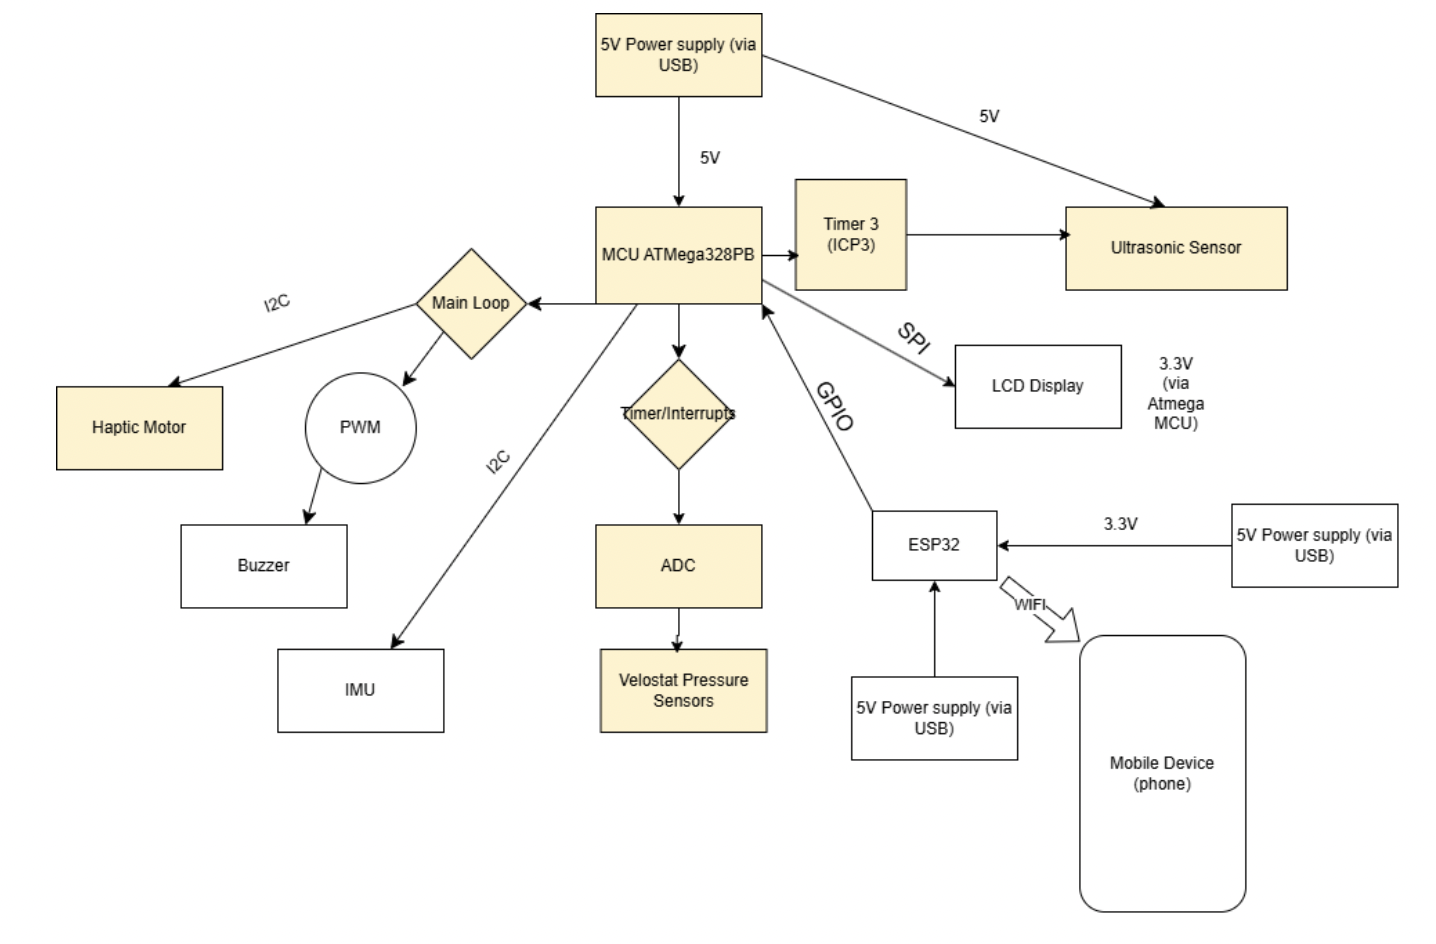 5V Power supply (via
USB)
5V
5V
Timer 3
(ICP3)
MCU ATMega328PB
Ultrasonic Sensor
Main Loop
I2C
SPI
LCD Display
3.3V
(via
Atmega
MCU)
Haptic Motor
PWM
Timer/Interrupts
GPIO
I2C
Buzzer
ADC
ESP32
3.3V
5V Power supply (via
USB)
WIFI
IMU
Velostat Pressure
Sensors
5V Power supply (via
USB)
Mobile Device
(phone)